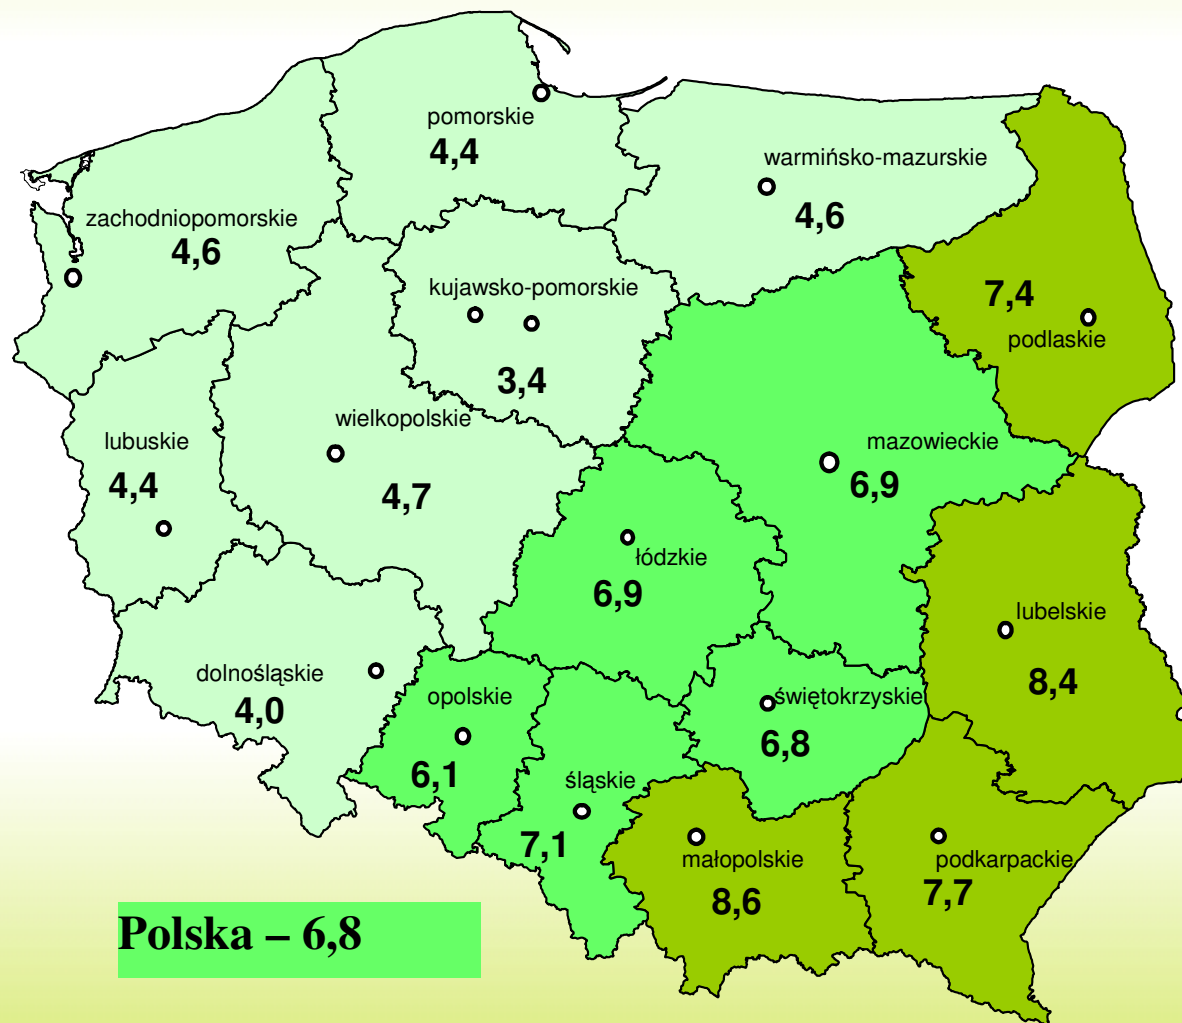 pomorskie
4,4
warmińsko-mazurskie
4,6
zachodniopomorskie
4,6
kujawsko-pomorskie
3,4
7,4
podlaskie
wielkopolskie
4,7
lubuskie
4,4
mazowieckie
6,9
łódzkie
6,9
lubelskie
8,4
dolnośląskie
4,0
opolskie
6,1
świętokrzyskie
6,8
śląskie
7,1
małopolskie
8,6
podkarpackie
7,7
Polska – 6,8